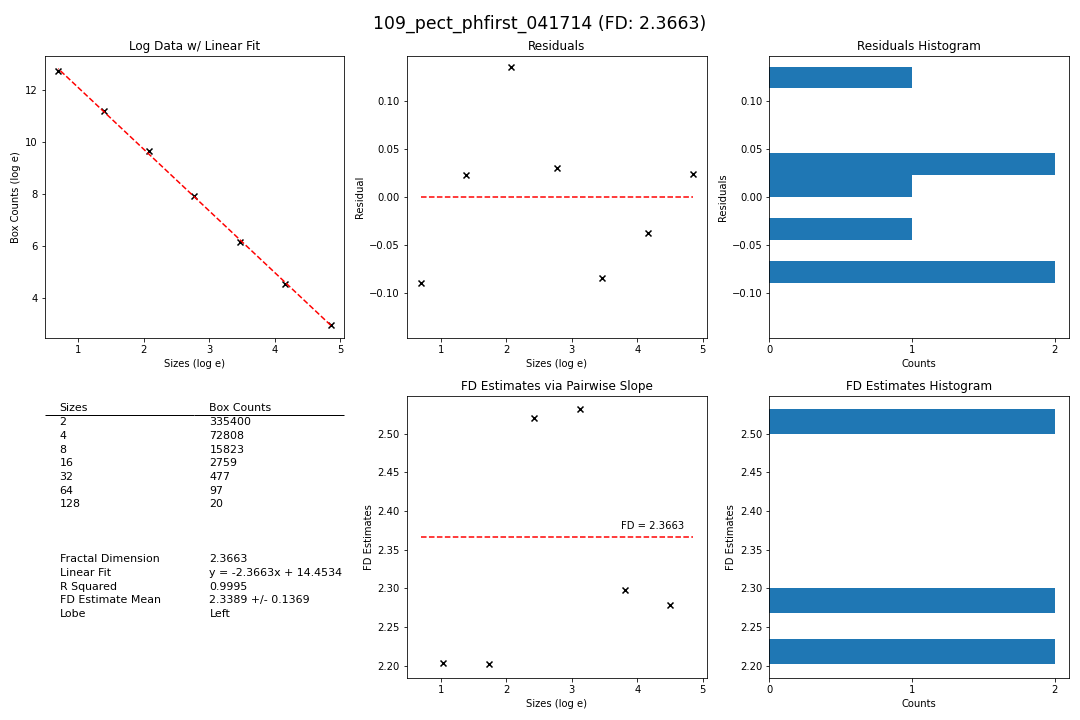 109_pect_phfirst_041714 (FD: 2.3663)
Log Data w/ Linear Fit
Box Counts (log e)
12
10
8
6
4
1 2 3 4 5
Sizes (log e)
Residuals
Residual
0.10
0.05
0.00
−0.05
−0.10
1 2 3 4 5
Sizes (log e)
Residuals Histogram
Residuals
0.10
0.05
0.00
−0.05
−0.10
0 1 2
Counts
Sizes Box Counts
2 335400
4 72808
8 15823
16 2759
32 477
64 97
128 20
Fractal Dimension 2.3663
Linear Fit y = -2.3663x + 14.4534
R Squared 0.9995
FD Estimate Mean 2.3389 +/- 0.1369
Lobe Left
FD Estimates via Pairwise Slope
FD Estimates
2.50
2.45
2.40
FD = 2.3663
2.35
2.30
2.25
2.20
1 2 3 4 5
Sizes (log e)
FD Estimates Histogram
FD Estimates
2.50
2.45
2.40
2.35
2.30
2.25
2.20
0 1 2
Counts